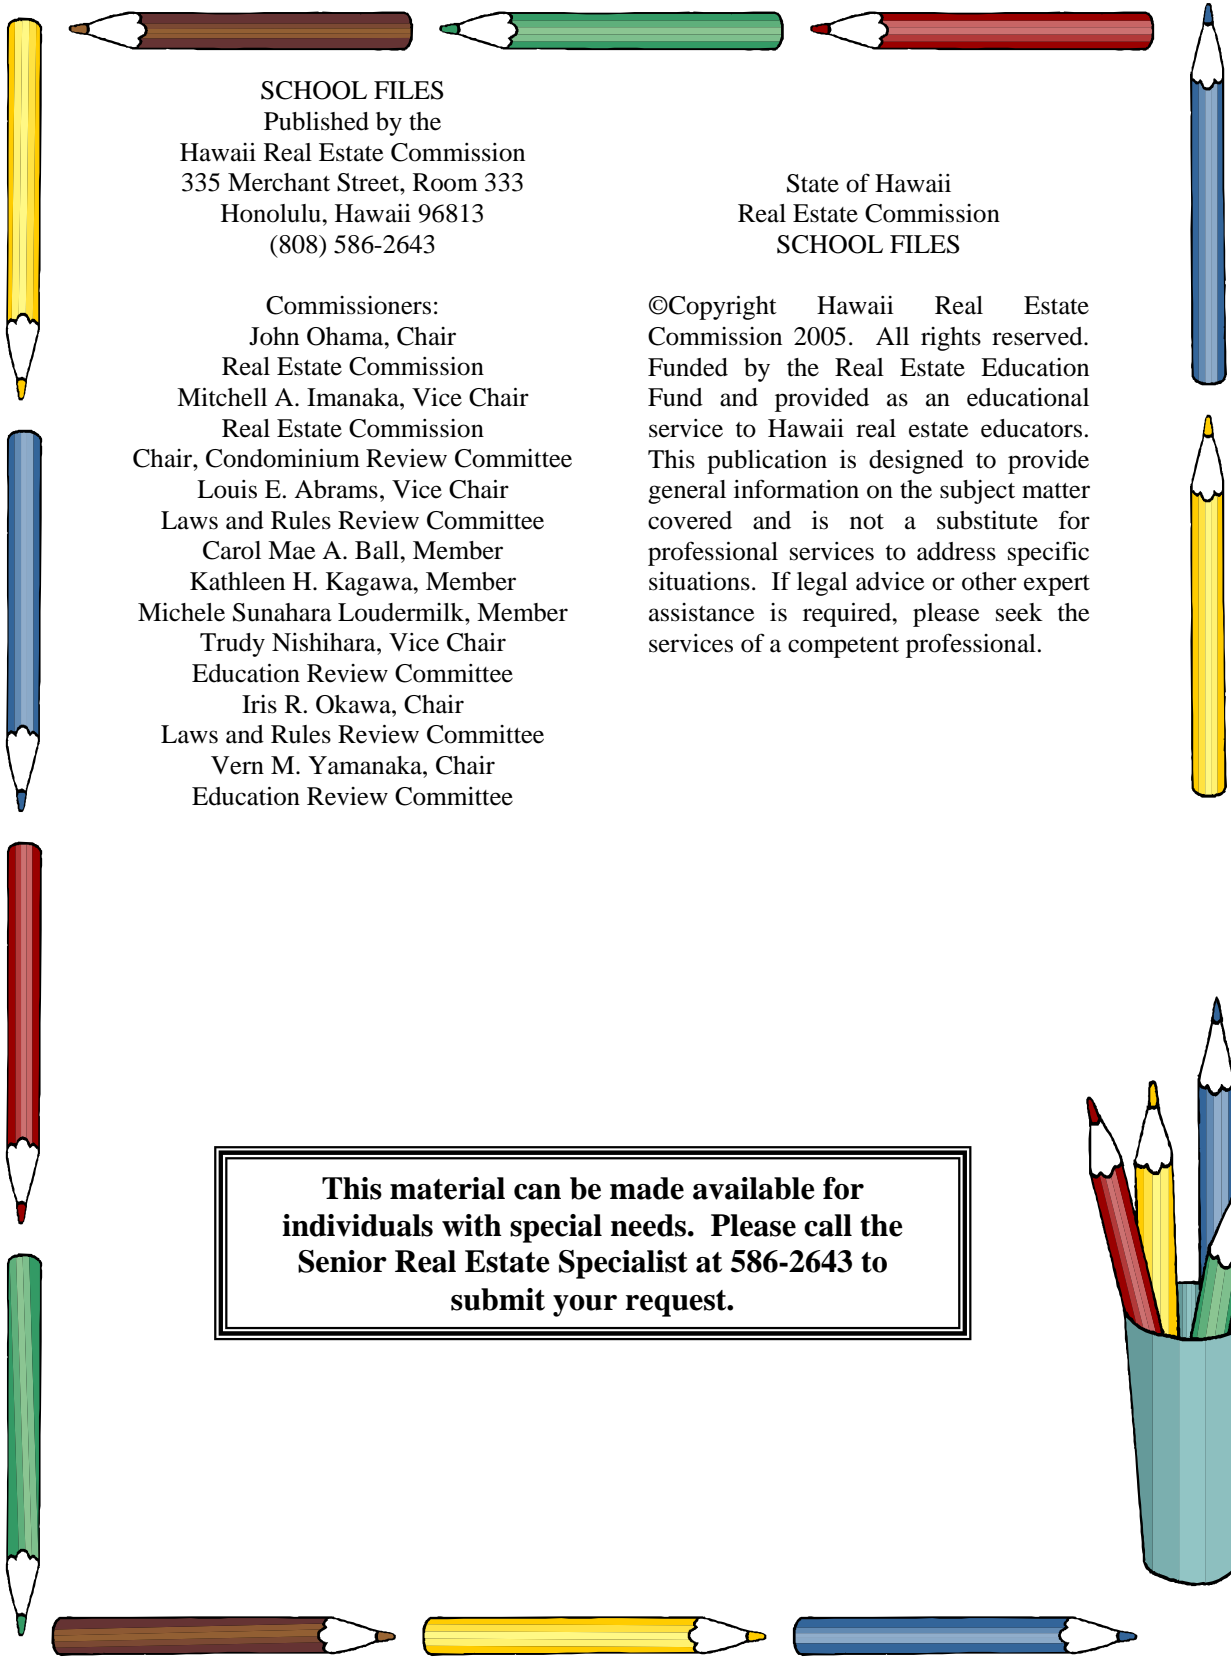 SCHOOL FILES
Published by the
Hawaii Real Estate Commission
335 Merchant Street, Room 333
Honolulu, Hawaii 96813
(808) 586-2643
Commissioners:
John Ohama, Chair
Real Estate Commission
Mitchell A. Imanaka, Vice Chair
Real Estate Commission
Chair, Condominium Review Committee
Louis E. Abrams, Vice Chair
Laws and Rules Review Committee
Carol Mae A. Ball, Member
Kathleen H. Kagawa, Member
Michele Sunahara Loudermilk, Member
Trudy Nishihara, Vice Chair
Education Review Committee
Iris R. Okawa, Chair
Laws and Rules Review Committee
Vern M. Yamanaka, Chair
Education Review Committee
State of Hawaii
Real Estate Commission
SCHOOL FILES
©Copyright Hawaii Real Estate
Commission 2005. All rights reserved.
Funded by the Real Estate Education
Fund and provided as an educational
service to Hawaii real estate educators.
This publication is designed to provide
general information on the subject matter
covered and is not a substitute for
professional services to address specific
situations. If legal advice or other expert
assistance is required, please seek the
services of a competent professional.
This material can be made available for
individuals with special needs. Please call the
Senior Real Estate Specialist at 586-2643 to
submit your request.